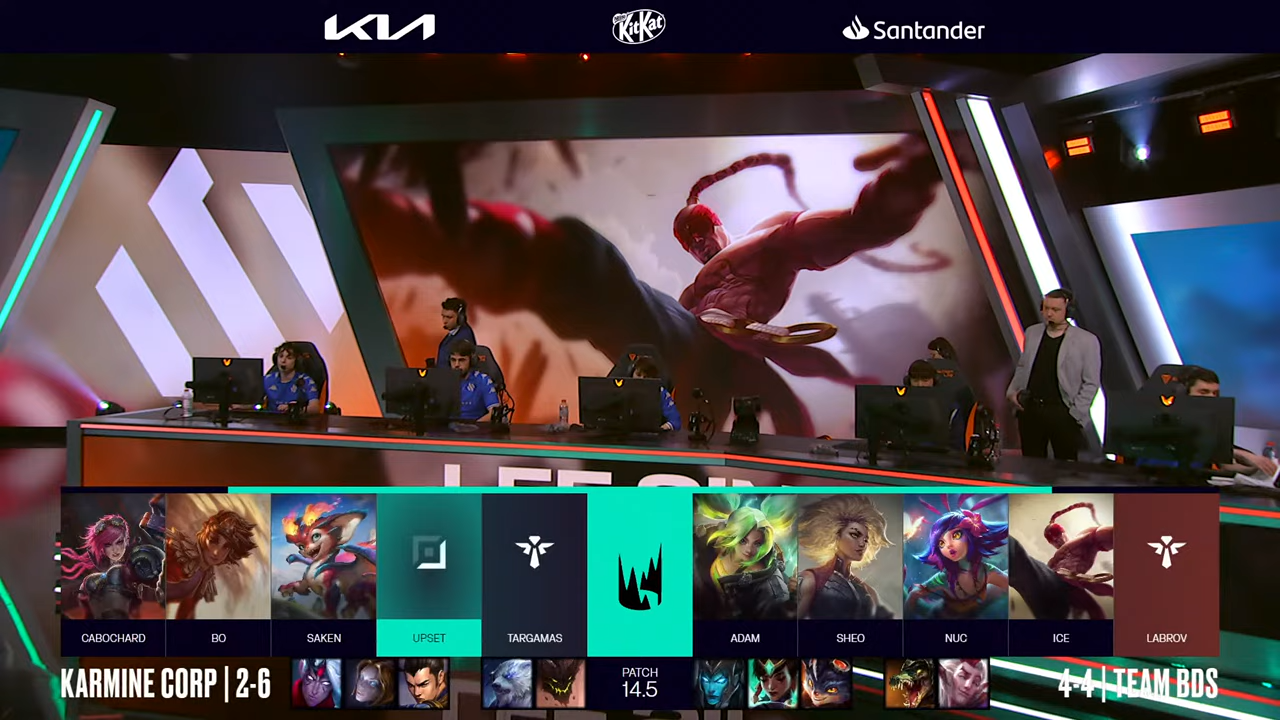 KIA
Nestlé
KitKat
Santander
CABOCHARD
BO
SAKEN
UPSET
TARGAMAS
ADAM
SHEO
NUC
ICE
LABROV
KARMINE CORP | 2-6
PATCH
14.5
4-4 | TEAM BDS